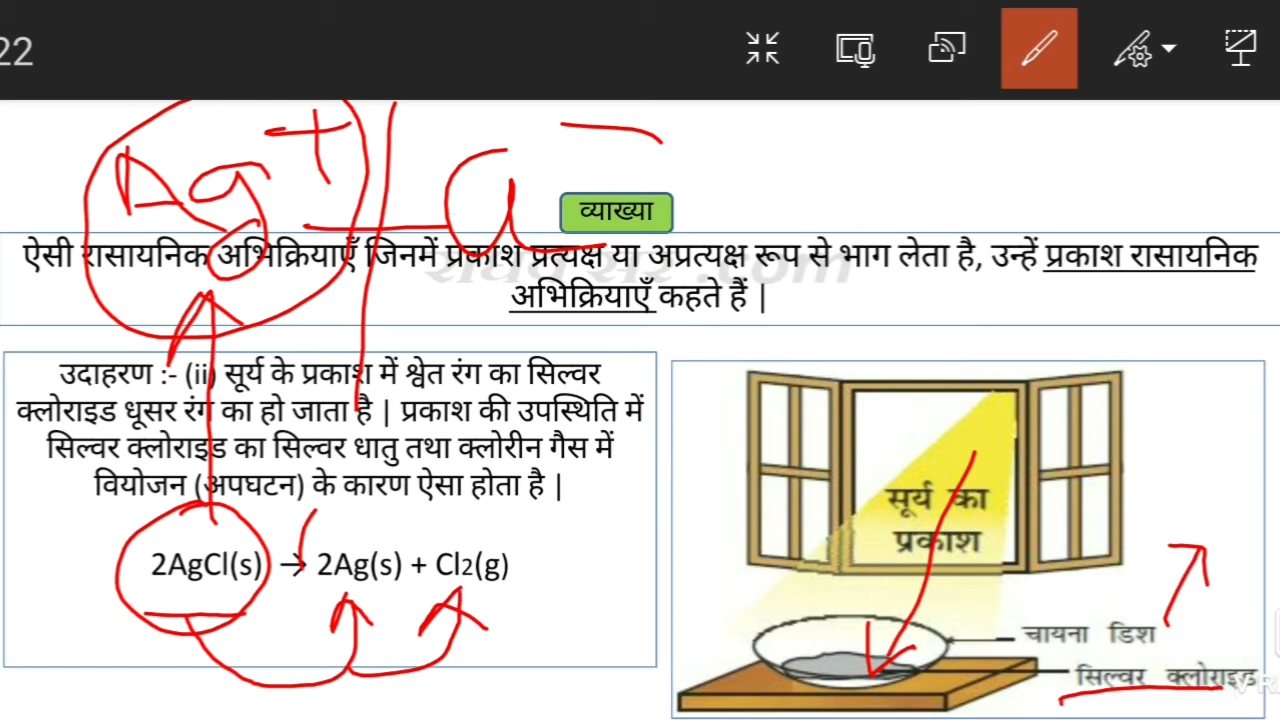 22
Ag+
Cl-
व्याख्या
ऐसी रासायनिक अभिक्रियाएँ जिनमें प्रकाश प्रत्यक्ष या अप्रत्यक्ष रूप से भाग लेता है, उन्हें प्रकाश रासायनिक
अभिक्रियाएँ कहते हैं |
उदाहरण :- (ii) सूर्य के प्रकाश में श्वेत रंग का सिल्वर
क्लोराइड धूसर रंग का हो जाता है | प्रकाश की उपस्थिति में
सिल्वर क्लोराइड का सिल्वर धातु तथा क्लोरीन गैस में
वियोजन (अपघटन) के कारण ऐसा होता है |
2AgCl(s) → 2Ag(s) + Cl2(g)
सूर्य का
प्रकाश
चायना डिश
सिल्वर क्लोराइड